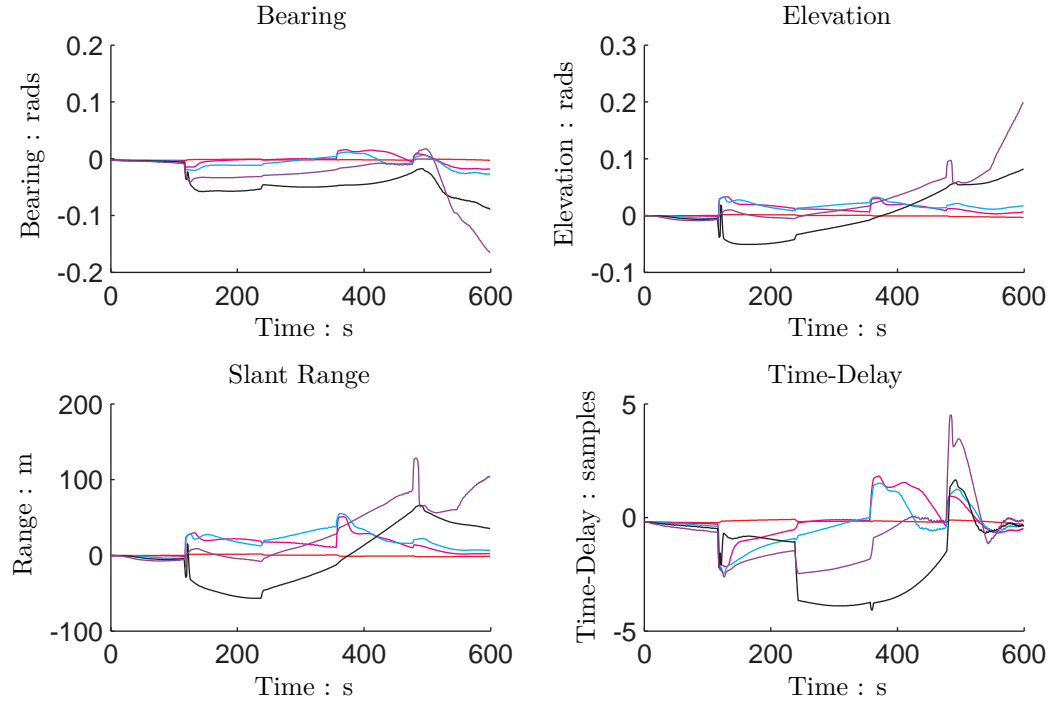 Bearing
Elevation
0.2
0.1
0
-0.1
-0.2
Bearing : rads
0
200
400
600
Time : s
0.3
0.2
0.1
0
-0.1
Elevation : rads
0
200
400
600
Time : s
Slant Range
Time-Delay
200
100
0
-100
Range : m
0
200
400
600
Time : s
5
0
-5
Time-Delay : samples
0
200
400
600
Time : s